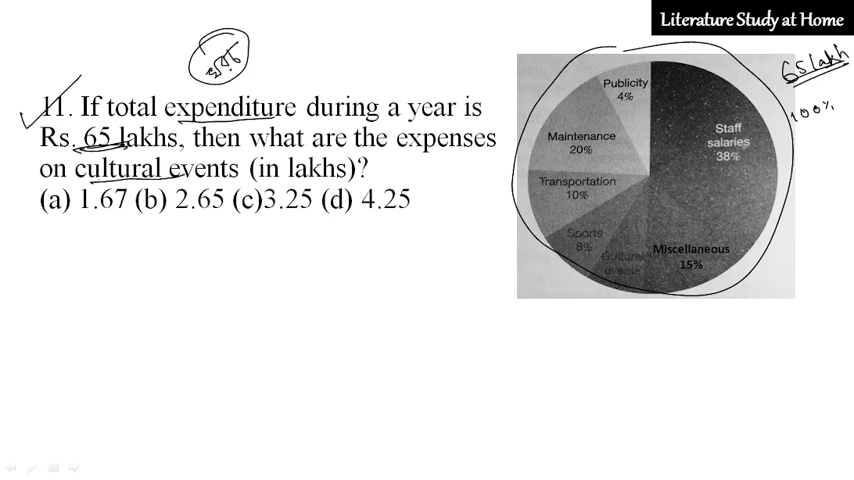 Literature Study at Home
11. If total expenditure during a year is
Rs. 65 lakhs, then what are the expenses
on cultural events (in lakhs)?
(a) 1.67 (b) 2.65 (c)3.25 (d) 4.25
65 lakh
100%
Publicity
4%
Staff
salaries
38%
Maintenance
20%
Transportation
10%
Sports
8%
Cultural
events
Miscellaneous
15%